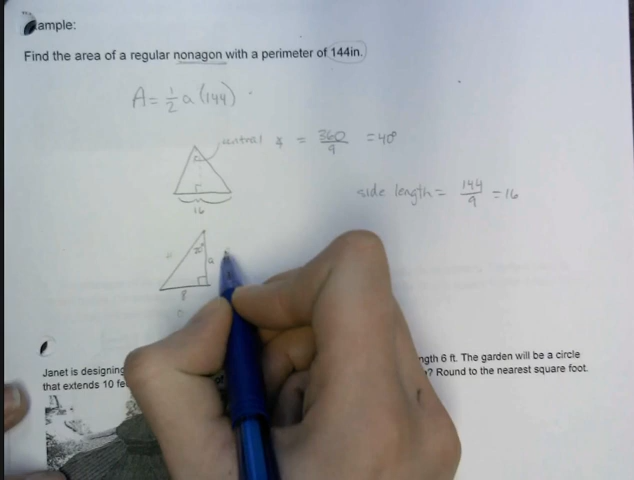 ample:
Find the area of a regular nonagon with a perimeter of 144in.
A = 1/2 a (144)
central ∡ = 360/9 = 40°
side length = 144/9 = 16
16
a
8
Janet is designing ngth 6 ft. The garden will be a circle
that extends 10 fe ? Round to the nearest square foot.